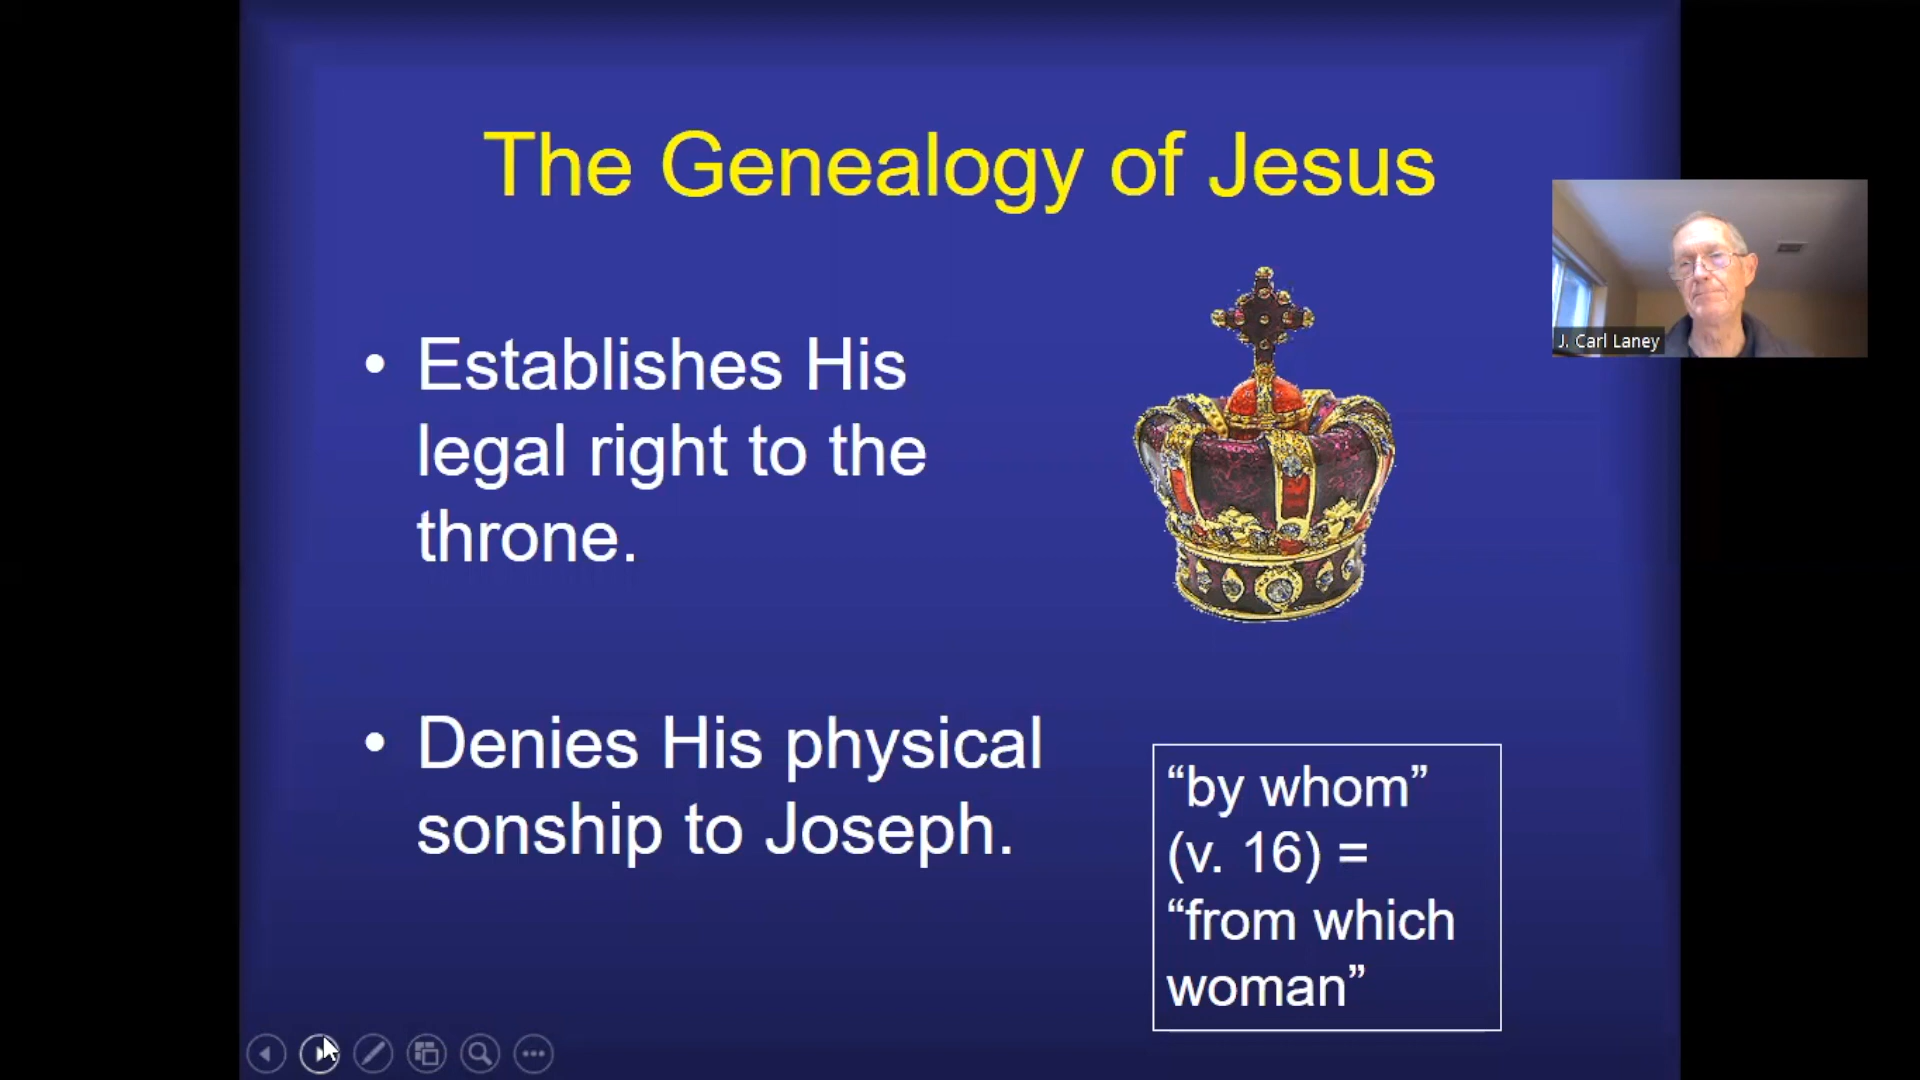 The Genealogy of Jesus
• Establishes His
legal right to the
throne.
• Denies His physical
sonship to Joseph.
“by whom”
(v. 16) =
“from which
woman”
J. Carl Laney